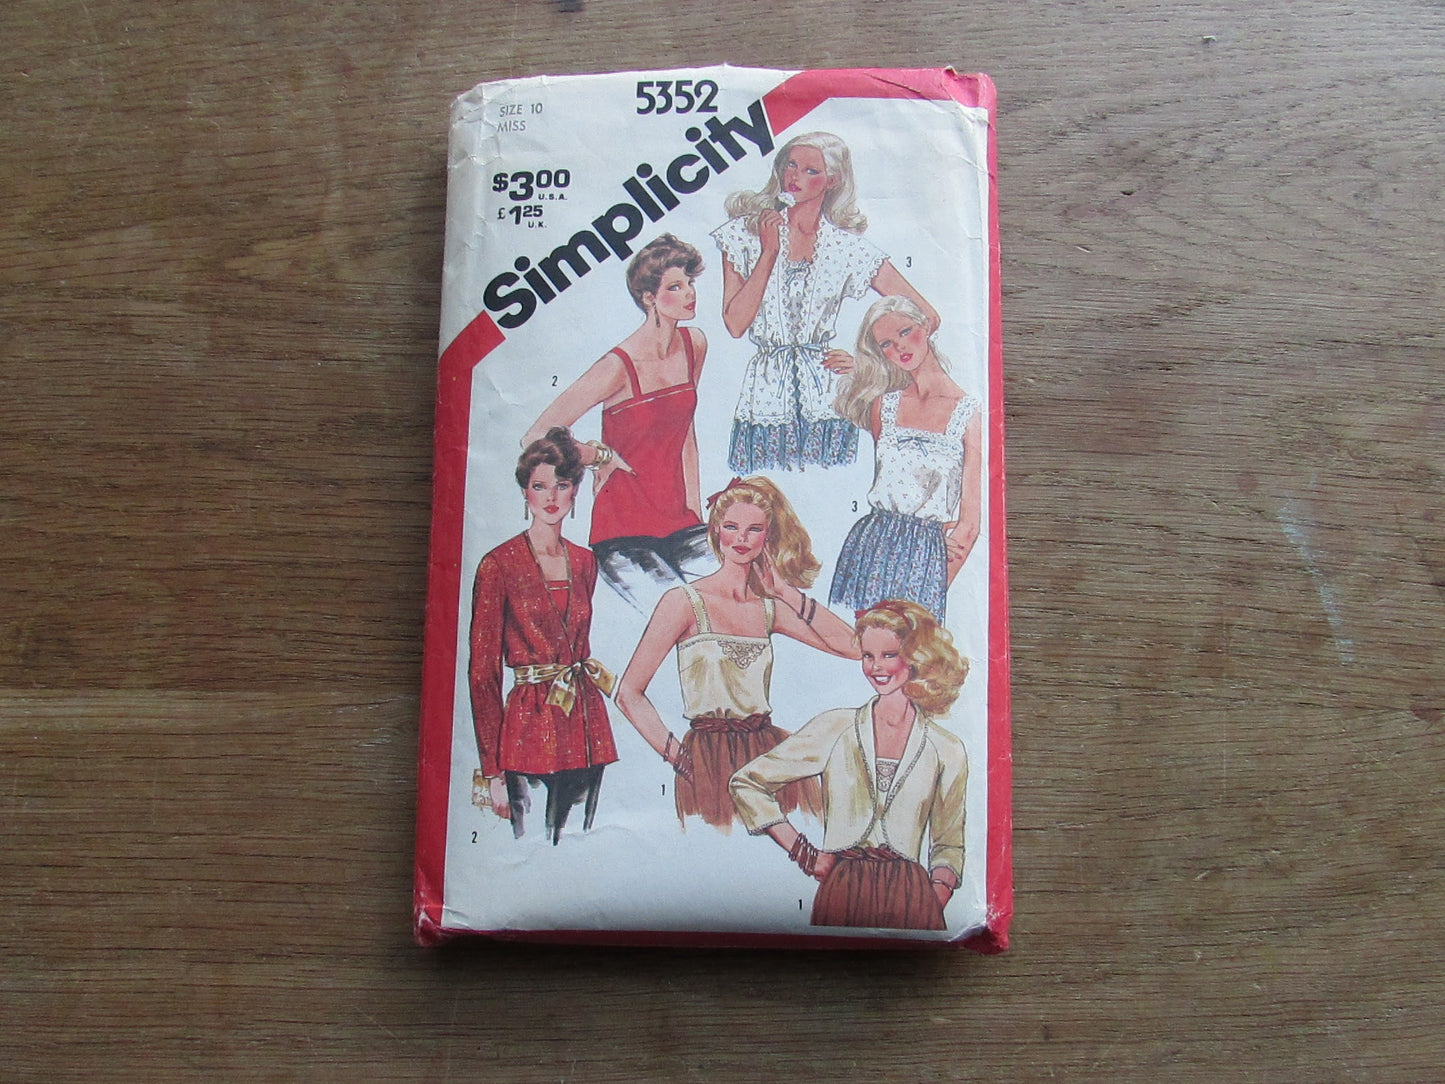 5352
SIZE 10
MISS
Simplicity
$3.00
U.S.A.
£1.25
U.K.
3
2
3
1
2
1